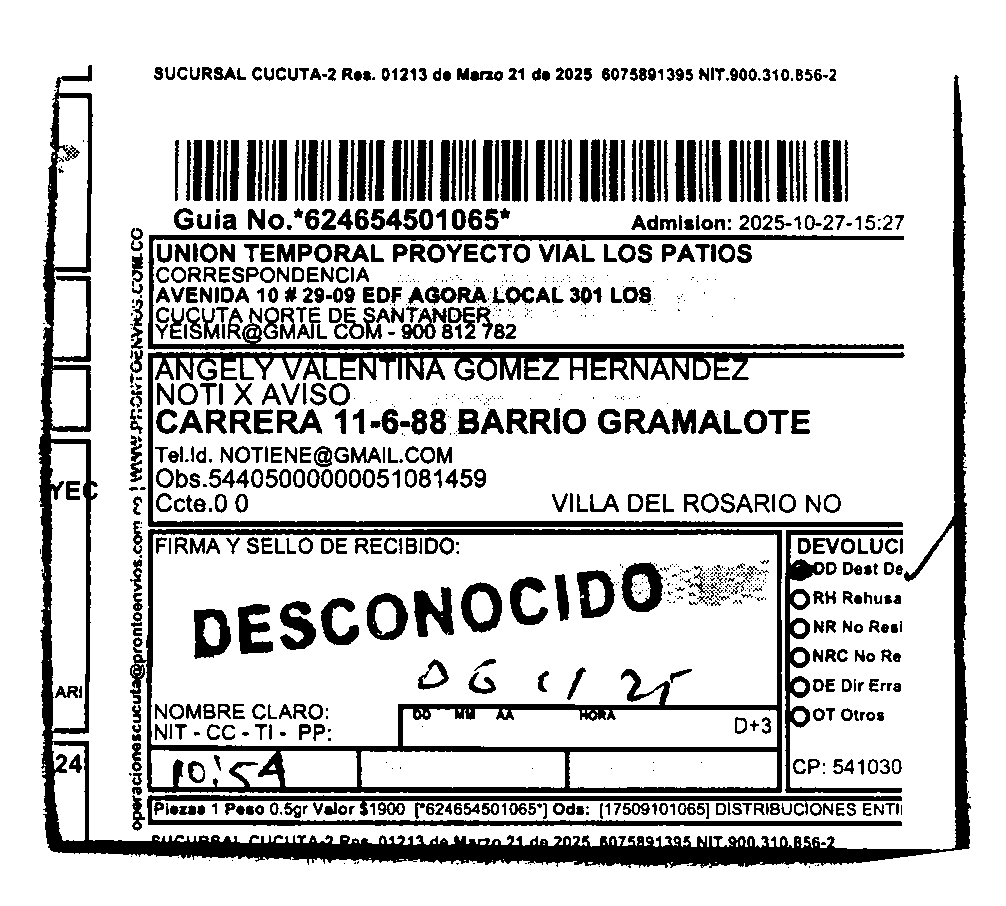 SUCURSAL CUCUTA-2 Res. 01213 de Marzo 21 de 2025 6075891395 NIT.900.310.856-2
Guia No.*624654501065*
Admision: 2025-10-27-15:27
UNION TEMPORAL PROYECTO VIAL LOS PATIOS
CORRESPONDENCIA
AVENIDA 10 # 29-09 EDF AGORA LOCAL 301 LOS
CUCUTA NORTE DE SANTANDER
YEISMIR@GMAIL COM - 900 812 782
ANGELY VALENTINA GOMEZ HERNANDEZ
NOTI X AVISO
CARRERA 11-6-88 BARRIO GRAMALOTE
Tel.Id. NOTIENE@GMAIL.COM
Obs.54405000000051081459
Ccte.0 0
VILLA DEL ROSARIO NO
FIRMA Y SELLO DE RECIBIDO:
DESCONOCIDO
06 11 25
NOMBRE CLARO:
NIT - CC - TI - PP:
DD MM AA HORA
D+3
10:54
DEVOLUCI
DD Dest De
RH Rehusa
NR No Resi
NRC No Re
DE Dir Erra
OT Otros
CP: 541030
Piezas 1 Peso 0.5gr Valor $1900 [*624654501065*] Ods: [17509101065] DISTRIBUCIONES ENTI
SUCURSAL CUCUTA-2 Res. 01213 de Marzo 21 de 2025 6075891395 NIT.900.310.856-2
operacionescucuta@prontoenvios.com.co | WWW.PRONTOENVIOS.COM.CO
YEC
ARI
24